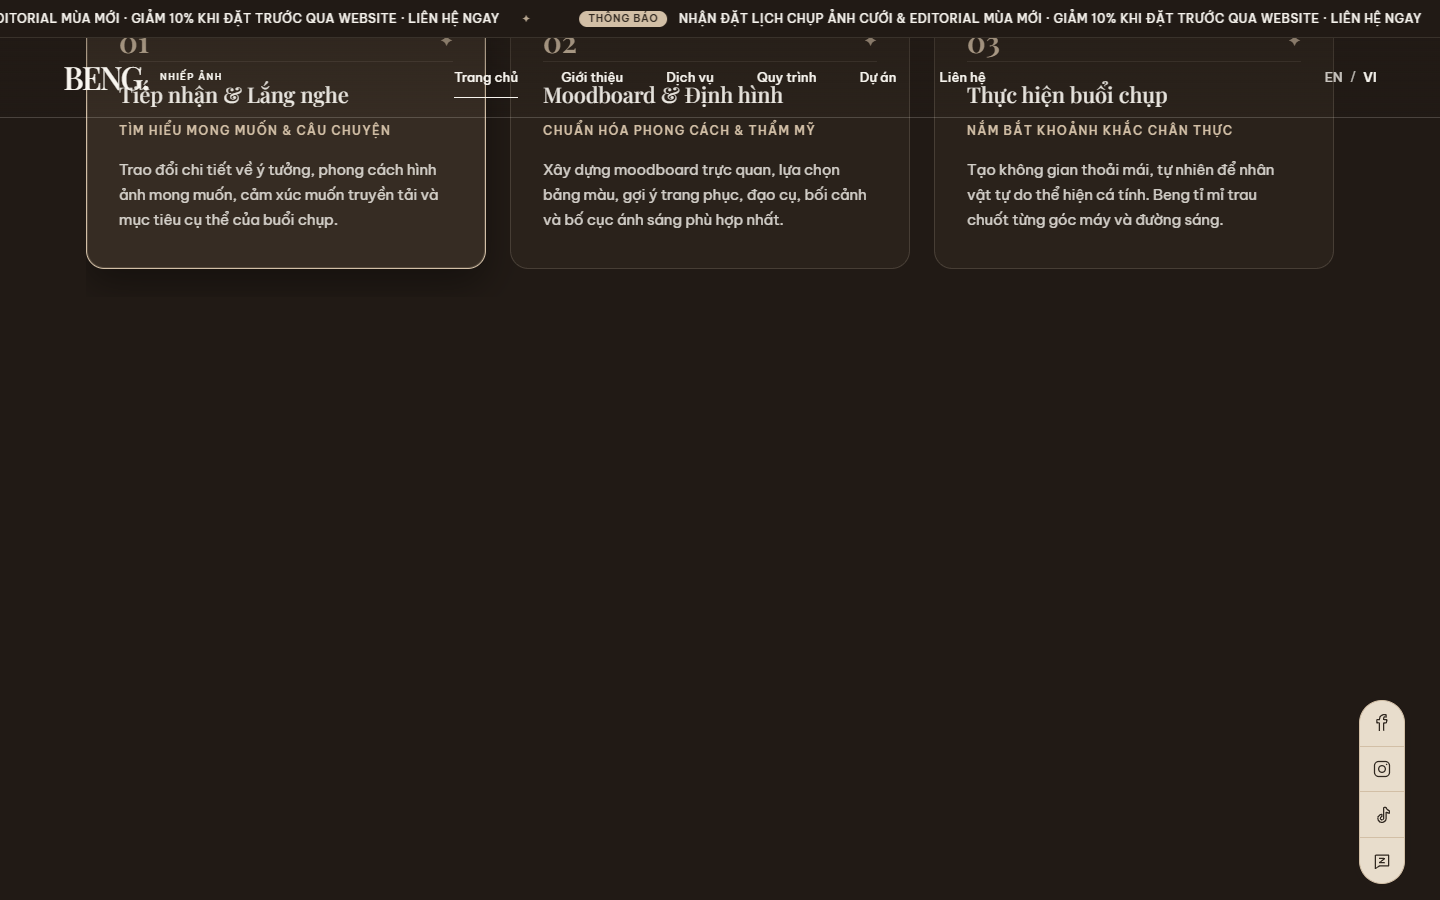 DITORIAL MÙA MỚI · GIẢM 10% KHI ĐẶT TRƯỚC QUA WEBSITE · LIÊN HỆ NGAY ✦ THÔNG BÁO NHẬN ĐẶT LỊCH CHỤP ẢNH CƯỚI & EDITORIAL MÙA MỚI · GIẢM 10% KHI ĐẶT TRƯỚC QUA WEBSITE · LIÊN HỆ NGAY
BENG. NHIẾP ẢNH
Trang chủ Giới thiệu Dịch vụ Quy trình Dự án Liên hệ
EN / VI
01
Tiếp nhận & Lắng nghe
TÌM HIỂU MONG MUỐN & CÂU CHUYỆN
Trao đổi chi tiết về ý tưởng, phong cách hình
ảnh mong muốn, cảm xúc muốn truyền tải và
mục tiêu cụ thể của buổi chụp.
02
Moodboard & Định hình
CHUẨN HÓA PHONG CÁCH & THẨM MỸ
Xây dựng moodboard trực quan, lựa chọn
bảng màu, gợi ý trang phục, đạo cụ, bối cảnh
và bố cục ánh sáng phù hợp nhất.
03
Thực hiện buổi chụp
NẮM BẮT KHOẢNH KHẮC CHÂN THỰC
Tạo không gian thoải mái, tự nhiên để nhân
vật tự do thể hiện cá tính. Beng tỉ mỉ trau
chuốt từng góc máy và đường sáng.